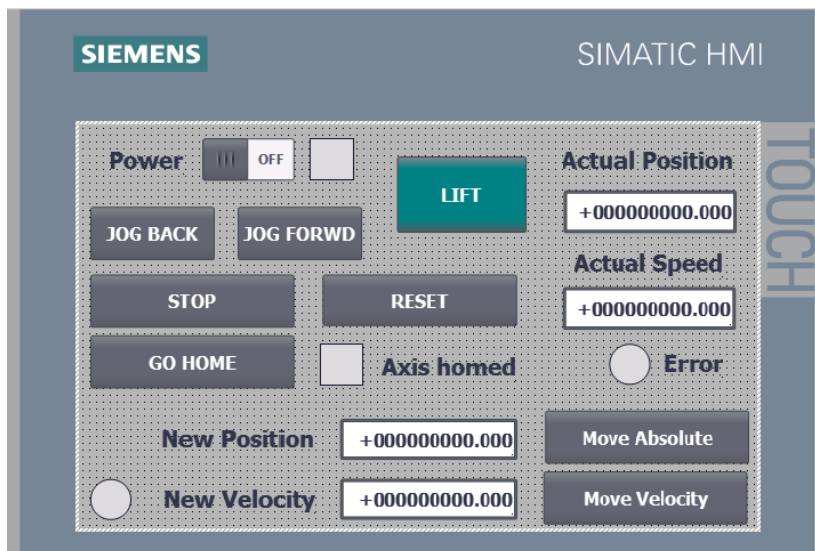 SIEMENS
SIMATIC HMI
TOUCH
Power
OFF
LIFT
Actual Position
+000000000.000
JOG BACK
JOG FORWD
Actual Speed
+000000000.000
STOP
RESET
GO HOME
Axis homed
Error
New Position
+000000000.000
Move Absolute
New Velocity
+000000000.000
Move Velocity